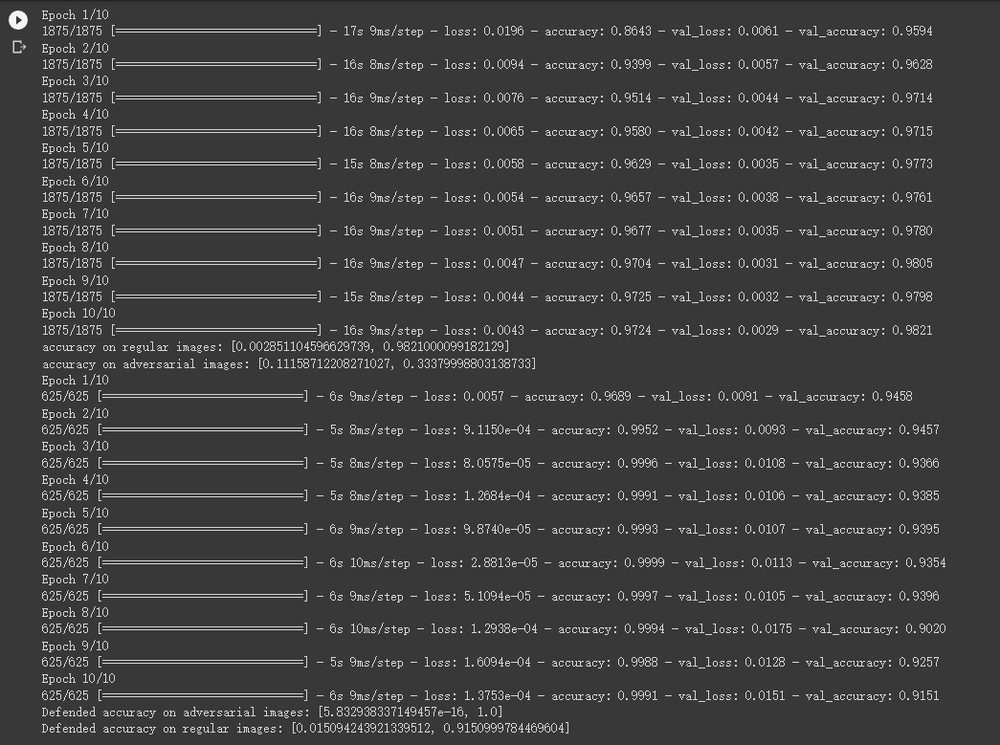 Epoch 1/10
1875/1875 [==============================] - 17s 9ms/step - loss: 0.0196 - accuracy: 0.8643 - val_loss: 0.0061 - val_accuracy: 0.9594
Epoch 2/10
1875/1875 [==============================] - 16s 8ms/step - loss: 0.0094 - accuracy: 0.9399 - val_loss: 0.0057 - val_accuracy: 0.9628
Epoch 3/10
1875/1875 [==============================] - 16s 9ms/step - loss: 0.0076 - accuracy: 0.9514 - val_loss: 0.0044 - val_accuracy: 0.9714
Epoch 4/10
1875/1875 [==============================] - 16s 8ms/step - loss: 0.0065 - accuracy: 0.9580 - val_loss: 0.0042 - val_accuracy: 0.9715
Epoch 5/10
1875/1875 [==============================] - 15s 8ms/step - loss: 0.0058 - accuracy: 0.9629 - val_loss: 0.0035 - val_accuracy: 0.9773
Epoch 6/10
1875/1875 [==============================] - 16s 9ms/step - loss: 0.0054 - accuracy: 0.9657 - val_loss: 0.0038 - val_accuracy: 0.9761
Epoch 7/10
1875/1875 [==============================] - 16s 9ms/step - loss: 0.0051 - accuracy: 0.9677 - val_loss: 0.0035 - val_accuracy: 0.9780
Epoch 8/10
1875/1875 [==============================] - 16s 9ms/step - loss: 0.0047 - accuracy: 0.9704 - val_loss: 0.0031 - val_accuracy: 0.9805
Epoch 9/10
1875/1875 [==============================] - 15s 8ms/step - loss: 0.0044 - accuracy: 0.9725 - val_loss: 0.0032 - val_accuracy: 0.9798
Epoch 10/10
1875/1875 [==============================] - 16s 9ms/step - loss: 0.0043 - accuracy: 0.9724 - val_loss: 0.0029 - val_accuracy: 0.9821
accuracy on regular images: [0.002851104596629739, 0.9821000099182129]
accuracy on adversarial images: [0.11158712208271027, 0.33379998803138733]
Epoch 1/10
625/625 [==============================] - 6s 9ms/step - loss: 0.0057 - accuracy: 0.9689 - val_loss: 0.0091 - val_accuracy: 0.9458
Epoch 2/10
625/625 [==============================] - 5s 8ms/step - loss: 9.1150e-04 - accuracy: 0.9952 - val_loss: 0.0093 - val_accuracy: 0.9457
Epoch 3/10
625/625 [==============================] - 5s 8ms/step - loss: 8.0575e-05 - accuracy: 0.9996 - val_loss: 0.0108 - val_accuracy: 0.9366
Epoch 4/10
625/625 [==============================] - 5s 8ms/step - loss: 1.2684e-04 - accuracy: 0.9991 - val_loss: 0.0106 - val_accuracy: 0.9385
Epoch 5/10
625/625 [==============================] - 6s 9ms/step - loss: 9.8740e-05 - accuracy: 0.9993 - val_loss: 0.0107 - val_accuracy: 0.9395
Epoch 6/10
625/625 [==============================] - 6s 10ms/step - loss: 2.8813e-05 - accuracy: 0.9999 - val_loss: 0.0113 - val_accuracy: 0.9354
Epoch 7/10
625/625 [==============================] - 6s 9ms/step - loss: 5.1094e-05 - accuracy: 0.9997 - val_loss: 0.0105 - val_accuracy: 0.9396
Epoch 8/10
625/625 [==============================] - 6s 10ms/step - loss: 1.2938e-04 - accuracy: 0.9994 - val_loss: 0.0175 - val_accuracy: 0.9020
Epoch 9/10
625/625 [==============================] - 5s 9ms/step - loss: 1.6094e-04 - accuracy: 0.9988 - val_loss: 0.0128 - val_accuracy: 0.9257
Epoch 10/10
625/625 [==============================] - 6s 9ms/step - loss: 1.3753e-04 - accuracy: 0.9991 - val_loss: 0.0151 - val_accuracy: 0.9151
Defended accuracy on adversarial images: [5.832938337149457e-16, 1.0]
Defended accuracy on regular images: [0.015094243921339512, 0.9150999784469604]